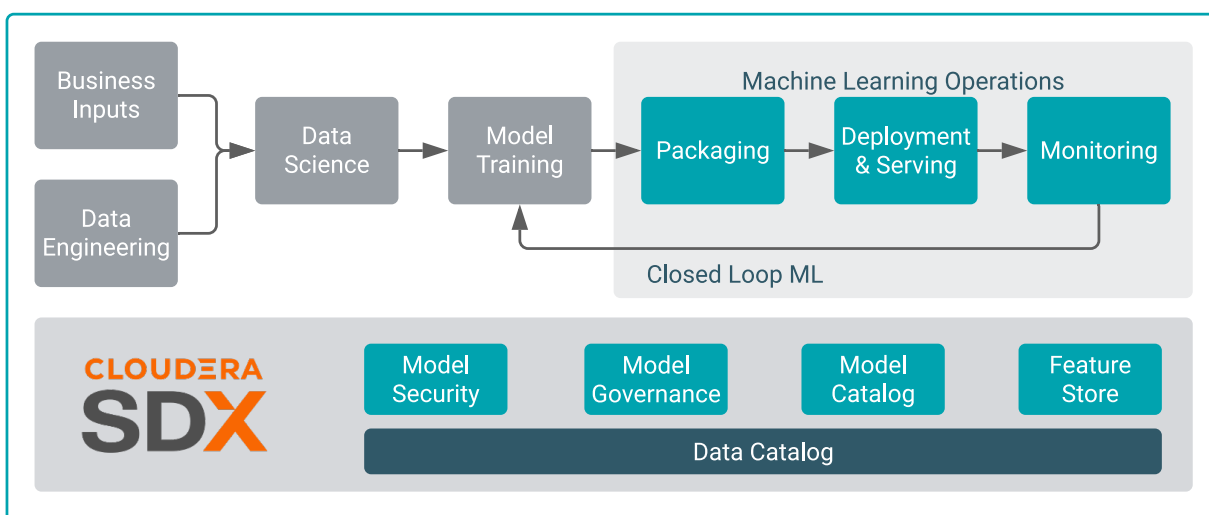 Business
Inputs
Data
Engineering
Data
Science
Model
Training
Machine Learning Operations
Packaging
Deployment
& Serving
Monitoring
Closed Loop ML
CLOUDERA
SDX
Model
Security
Model
Governance
Model
Catalog
Feature
Store
Data Catalog